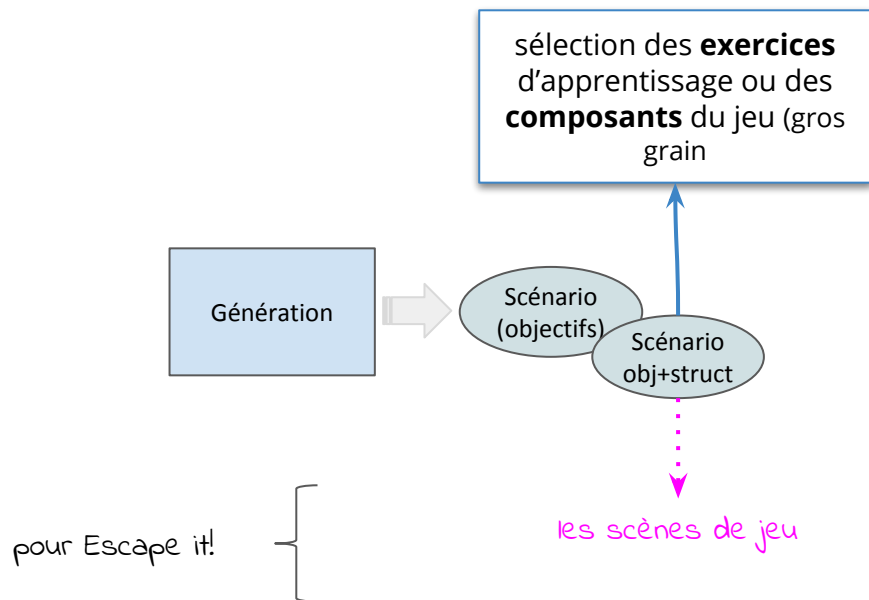 sélection des exercices
d’apprentissage ou des
composants du jeu (gros
grain
Génération
Scénario
(objectifs)
Scénario
obj+struct
pour Escape it!
les scènes de jeu